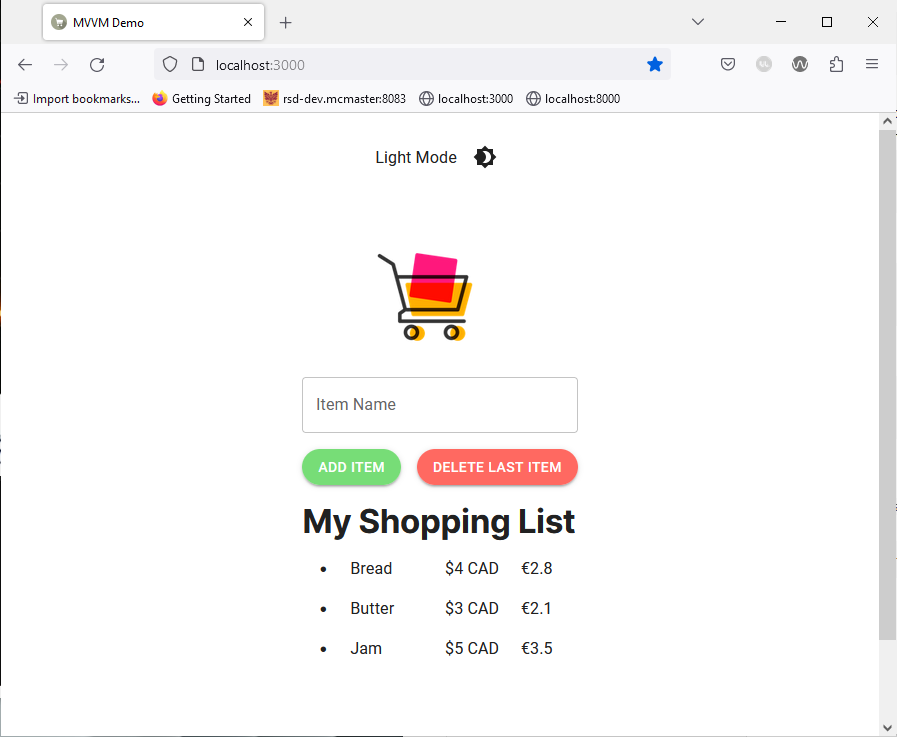 MVVM Demo
localhost:3000
Import bookmarks...
Getting Started
rsd-dev.mcmaster:8083
localhost:3000
localhost:8000
Light Mode
Item Name
ADD ITEM
DELETE LAST ITEM
My Shopping List
• Bread $4 CAD €2.8
• Butter $3 CAD €2.1
• Jam $5 CAD €3.5